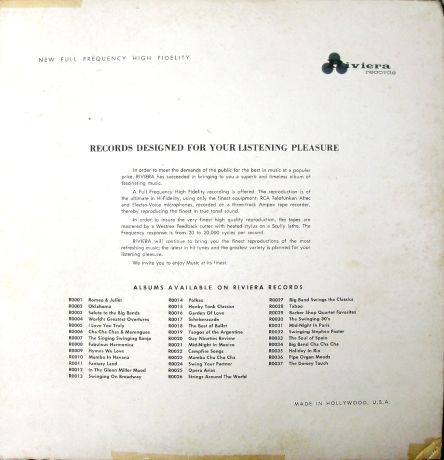 NEW FULL FREQUENCY HIGH FIDELITY
Riviera
records
RECORDS DESIGNED FOR YOUR LISTENING PLEASURE
In order to meet the demands of the public for the best in music at a popular
price, RIVIERA has succeeded in bringing to you a superb and timeless album of
fascinating music.
A Full Frequency High Fidelity recording is offered. The reproduction is of
the ultimate in Hi-Fidelity, using only the finest equipment: RCA Telefunken Altec
and Electro-Voice microphones, recorded on a three-track Ampex tape recorder,
thereby reproducing the finest in true tonal sound.
In order to insure the very finest high quality reproduction, the tapes are
mastered by a Westrex Feedback cutter with heated stylus on a Scully lathe. The
Frequency response is from 20 to 20,000 cycles per second.
RIVIERA will continue to bring you the finest reproductions of the most
refreshing music; the latest in hit tunes and the greatest variety is planned for your
listening pleasure.
We invite you to enjoy Music at its finest.
ALBUMS AVAILABLE ON RIVIERA RECORDS
R0001 Romeo & Juliet
R0002 Oklahoma
R0003 Salute to the Big Bands
R0004 World's Greatest Overtures
R0005 I Love You Truly
R0006 Cha Chas & Merengues
R0007 The Singing Swinging Banjo
R0008 Fabulous Harmonica
R0009 Hymns We Love
R0010 Mambo In Havana
R0011 Fantasy Land
R0012 In The Glenn Miller Mood
R0013 Swinging On Broadway
R0014 Polkas
R0015 Honky Tonk Classics
R0016 Garden Of Love
R0017 Scheherazade
R0018 The Best of Ballet
R0019 Tangos of the Argentine
R0020 Gay Nineties Review
R0021 Mid-Night in Mexico
R0022 Campfire Songs
R0023 Mambo Cha Cha Cha
R0024 Swing Your Partner
R0025 Opera Arias
R0026 Strings Around The World
R0027 Big Band Swings the Classics
R0028 Taboo
R0029 Barber Shop Quartet Favorites
R0030 The Swinging 30's
R0031 Mid-Night In Paris
R0032 Swinging Stephen Foster
R0033 The Soul of Spain
R0034 Big Band Cha Cha Cha
R0035 Holiday In Rio
R0036 Pipe Organ Moods
R0037 The Dorsey Touch
MADE IN HOLLYWOOD, U.S.A.